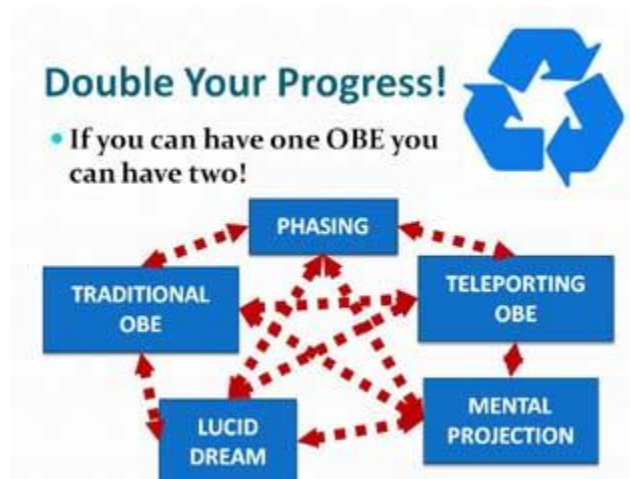 Double Your Progress!
• If you can have one OBE you
can have two!
PHASING
TRADITIONAL
OBE
TELEPORTING
OBE
LUCID
DREAM
MENTAL
PROJECTION